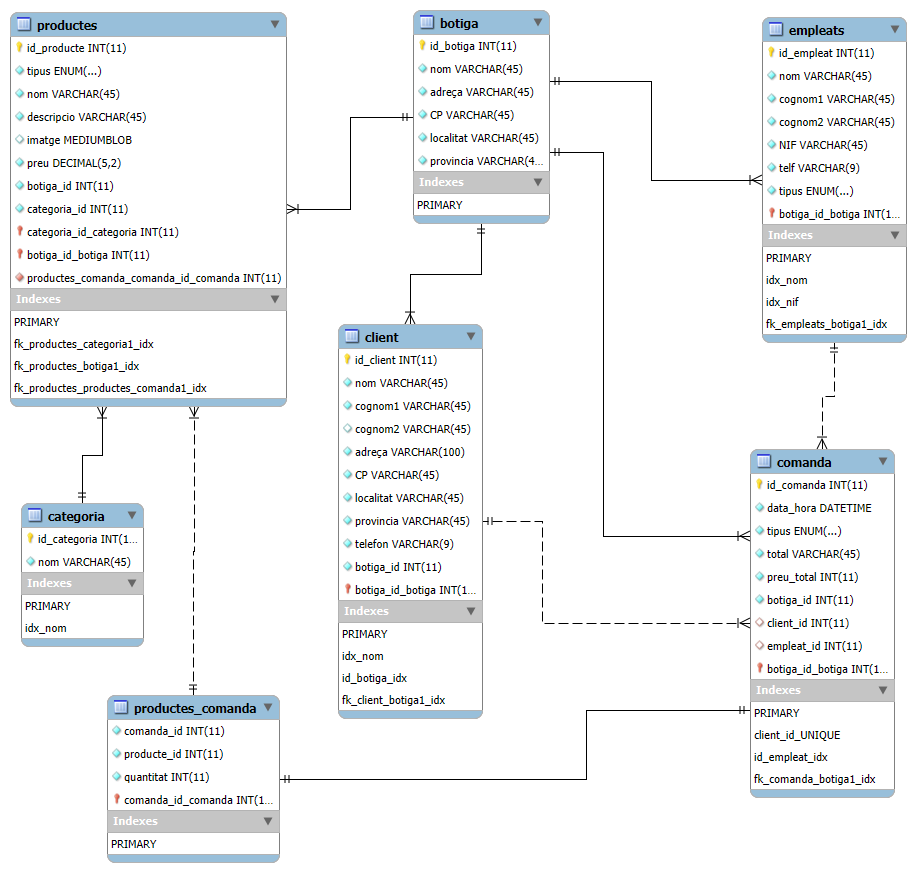 productes
id_producte INT(11)
tipus ENUM(...)
nom VARCHAR(45)
descripcio VARCHAR(45)
imatge MEDIUMBLOB
preu DECIMAL(5,2)
botiga_id INT(11)
categoria_id INT(11)
categoria_id_categoria INT(11)
botiga_id_botiga INT(11)
productes_comanda_comanda_id_comanda INT(11)
Indexes
PRIMARY
fk_productes_categoria1_idx
fk_productes_botiga1_idx
fk_productes_productes_comanda1_idx
botiga
id_botiga INT(11)
nom VARCHAR(45)
adreça VARCHAR(45)
CP VARCHAR(45)
localitat VARCHAR(45)
provincia VARCHAR(4...
Indexes
PRIMARY
empleats
id_empleat INT(11)
nom VARCHAR(45)
cognom1 VARCHAR(45)
cognom2 VARCHAR(45)
NIF VARCHAR(45)
telf VARCHAR(9)
tipus ENUM(...)
botiga_id_botiga INT(1...
Indexes
PRIMARY
idx_nom
idx_nif
fk_empleats_botiga1_idx
client
id_client INT(11)
nom VARCHAR(45)
cognom1 VARCHAR(45)
cognom2 VARCHAR(45)
adreça VARCHAR(100)
CP VARCHAR(45)
localitat VARCHAR(45)
provincia VARCHAR(45)
telefon VARCHAR(9)
botiga_id INT(11)
botiga_id_botiga INT(1...
Indexes
PRIMARY
idx_nom
id_botiga_idx
fk_client_botiga1_idx
comanda
id_comanda INT(11)
data_hora DATETIME
tipus ENUM(...)
total VARCHAR(45)
preu_total INT(11)
botiga_id INT(11)
client_id INT(11)
empleat_id INT(11)
botiga_id_botiga INT(1...
Indexes
PRIMARY
client_id_UNIQUE
id_empleat_idx
fk_comanda_botiga1_idx
categoria
id_categoria INT(1...
nom VARCHAR(45)
Indexes
PRIMARY
idx_nom
productes_comanda
comanda_id INT(11)
producte_id INT(11)
quantitat INT(11)
comanda_id_comanda INT(1...
Indexes
PRIMARY